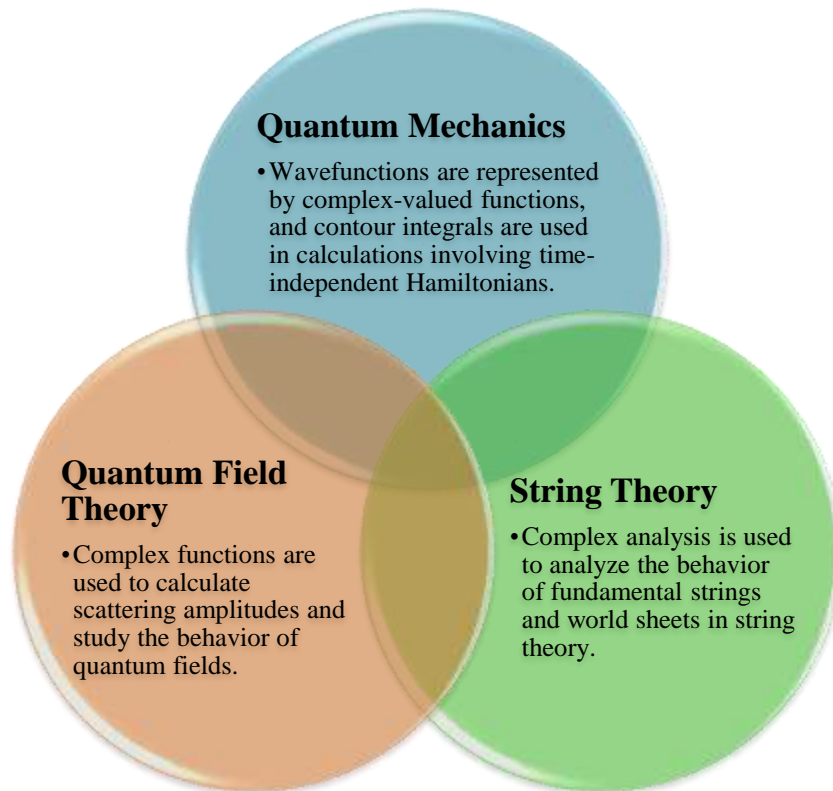 Quantum Mechanics
•Wavefunctions are represented
by complex-valued functions,
and contour integrals are used
in calculations involving time-
independent Hamiltonians.
Quantum Field
Theory
•Complex functions are
used to calculate
scattering amplitudes and
study the behavior of
quantum fields.
String Theory
•Complex analysis is used
to analyze the behavior
of fundamental strings
and world sheets in string
theory.